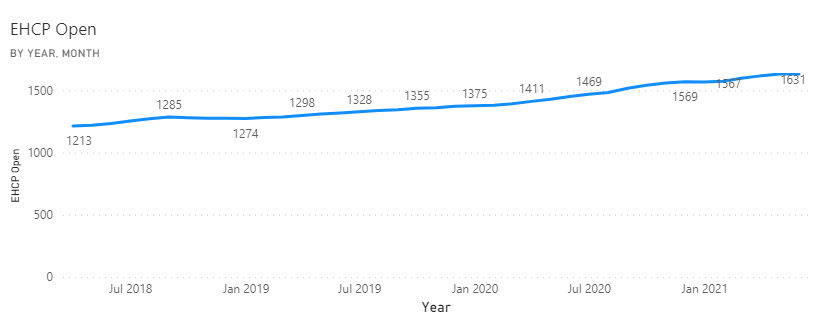 EHCP Open
BY YEAR, MONTH
EHCP Open
1500
1000
500
0
1213
1285
1274
1298
1328
1355
1375
1411
1469
1569
1567
1631
Jul 2018
Jan 2019
Jul 2019
Jan 2020
Jul 2020
Jan 2021
Year